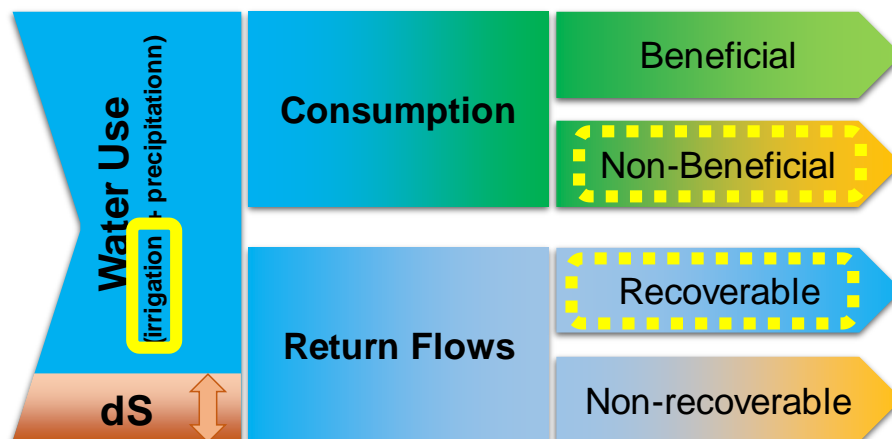 Water Use
(irrigation + precipitationn)
dS
Consumption
Return Flows
Beneficial
Non-Beneficial
Recoverable
Non-recoverable